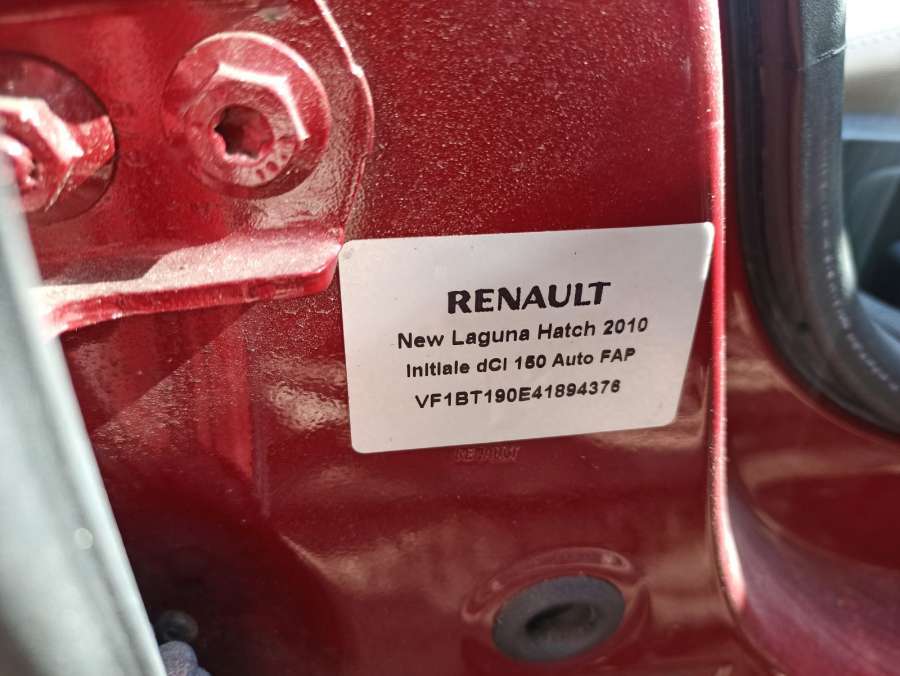 RENAULT
New Laguna Hatch 2010
Initiale dCi 150 Auto FAP
VF1BT190E41894376
RENAULT